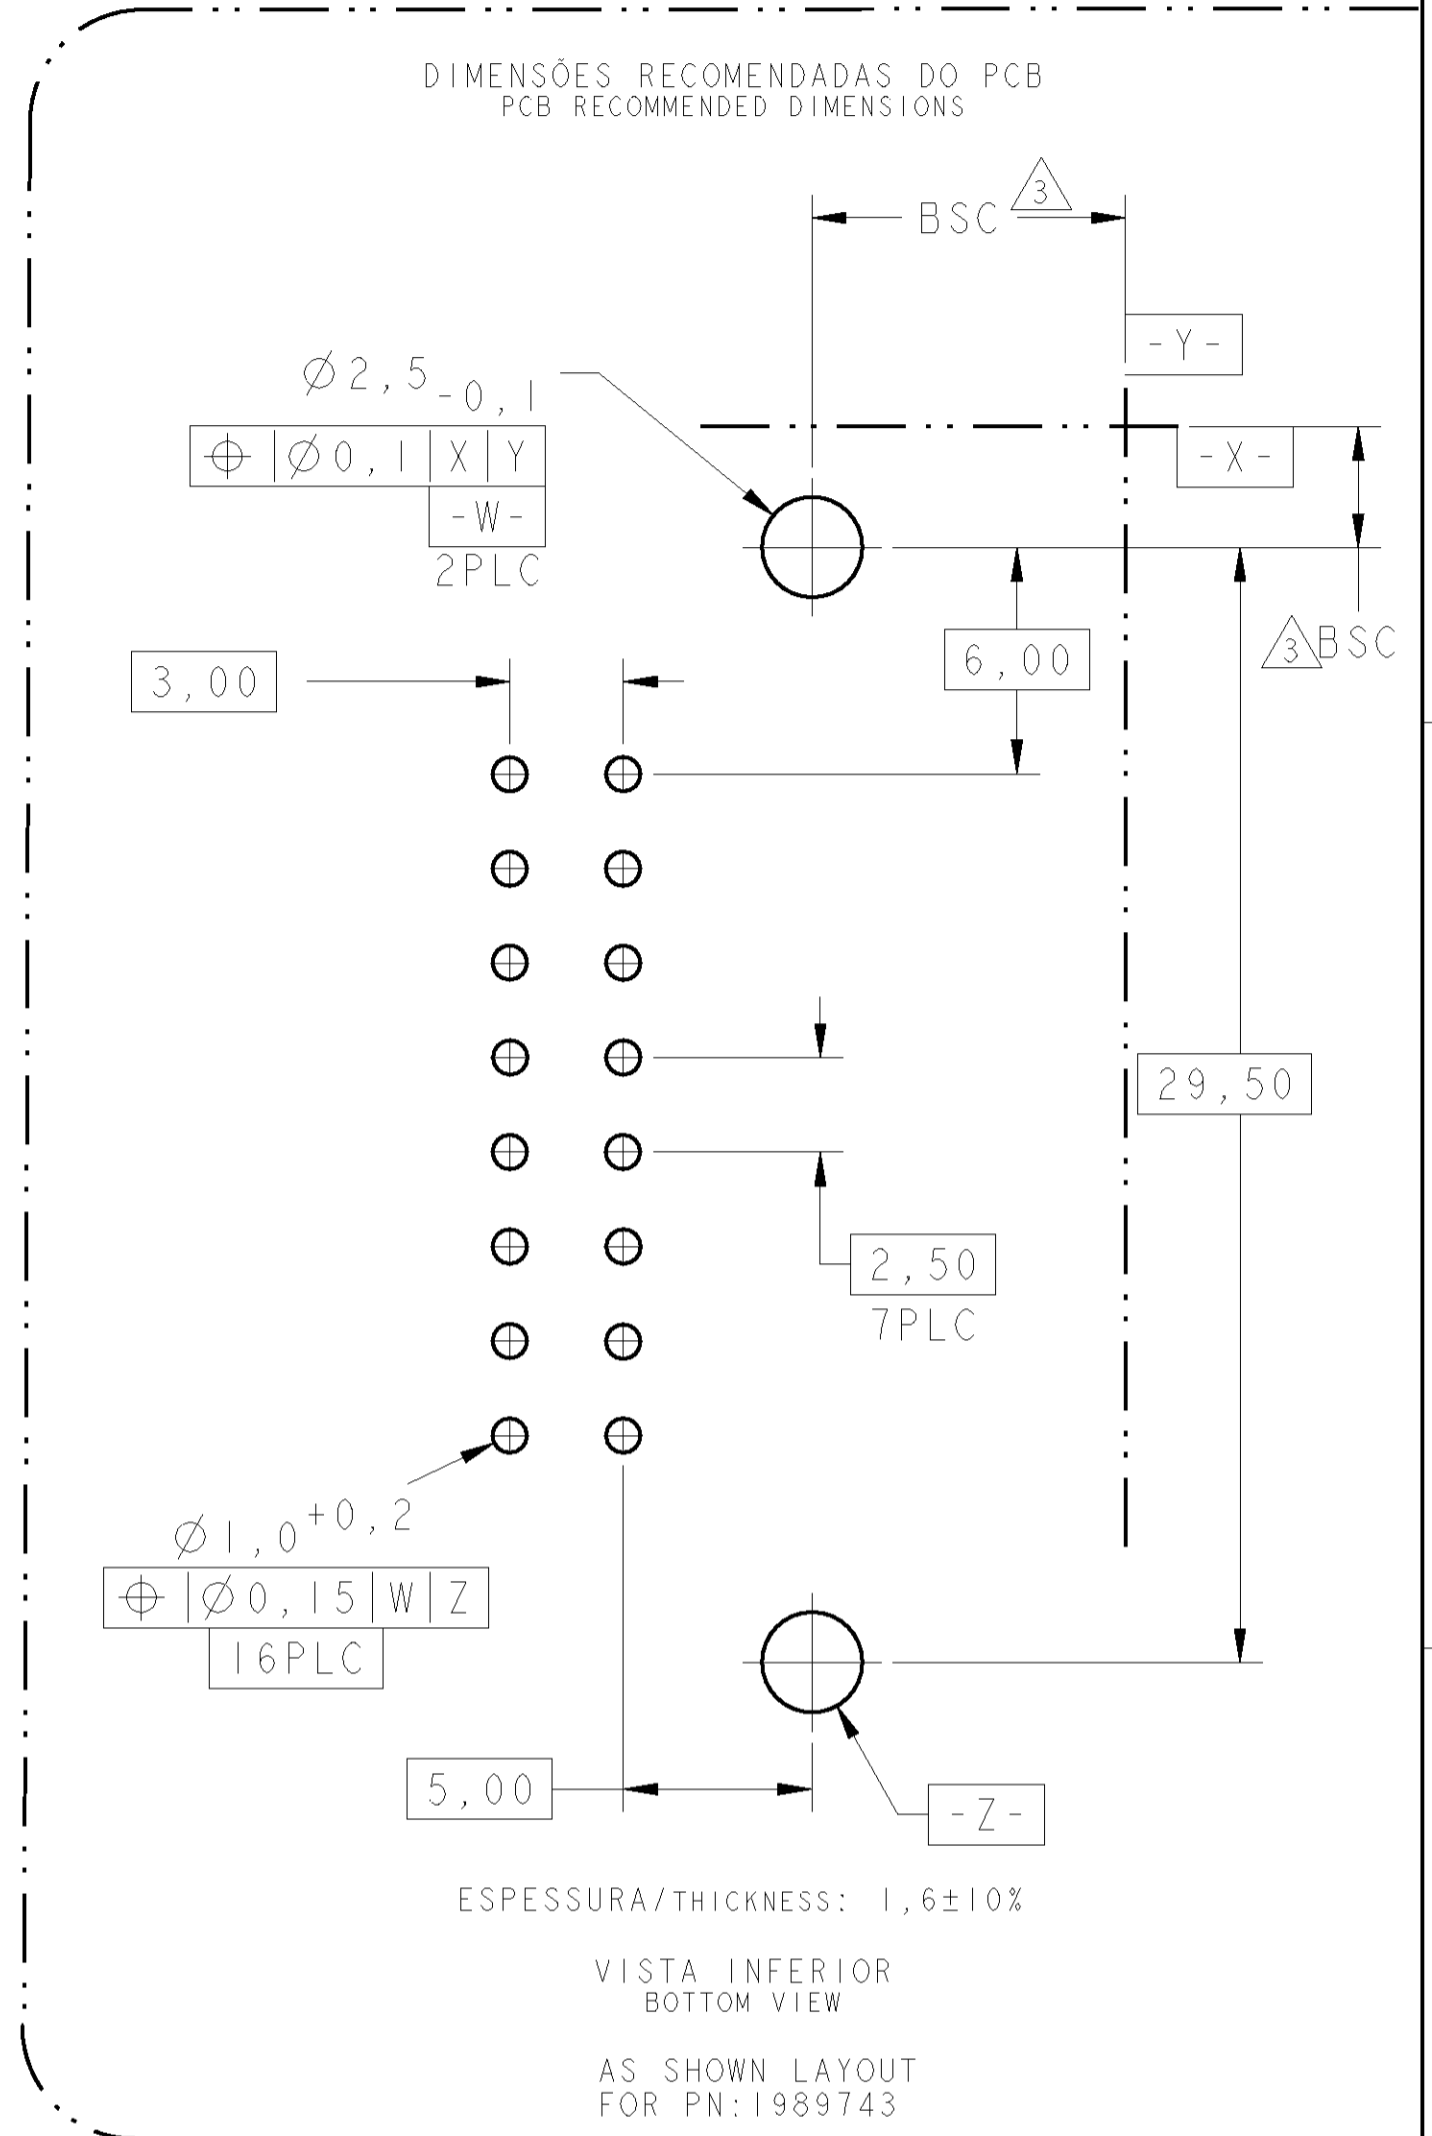 DIMENSÕES RECOMENDADAS DO PCB
PCB RECOMMENDED DIMENSIONS
BSC 3
-Y-
Ø2,5 -0,1
⌖ Ø0,1 X Y
-W-
2PLC
-X-
3 BSC
6,00
3,00
29,50
2,50
7PLC
Ø1,0 +0,2
⌖ Ø0,15 W Z
16PLC
5,00
-Z-
ESPESSURA/THICKNESS: 1,6±10%
VISTA INFERIOR
BOTTOM VIEW
AS SHOWN LAYOUT
FOR PN:1989743